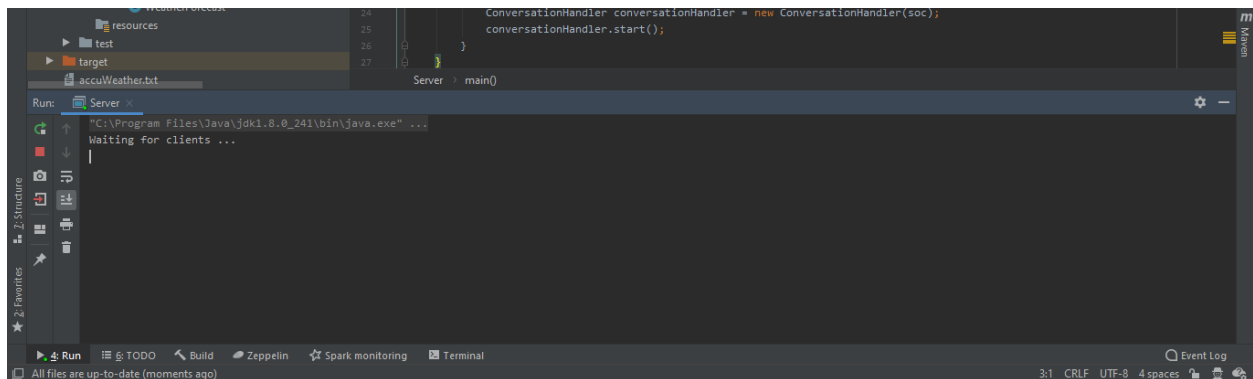 WeatherForecast
resources
test
target
accuWeather.txt
24 ConversationHandler conversationHandler = new ConversationHandler(soc);
25 conversationHandler.start();
26 }
27 }
Server > main()
m Maven
Run: Server ×
"C:\Program Files\Java\jdk1.8.0_241\bin\java.exe" ...
Waiting for clients ...
Z: Structure
2: Favorites
4: Run 6: TODO Build Zeppelin Spark monitoring Terminal Event Log
All files are up-to-date (moments ago) 3:1 CRLF UTF-8 4 spaces